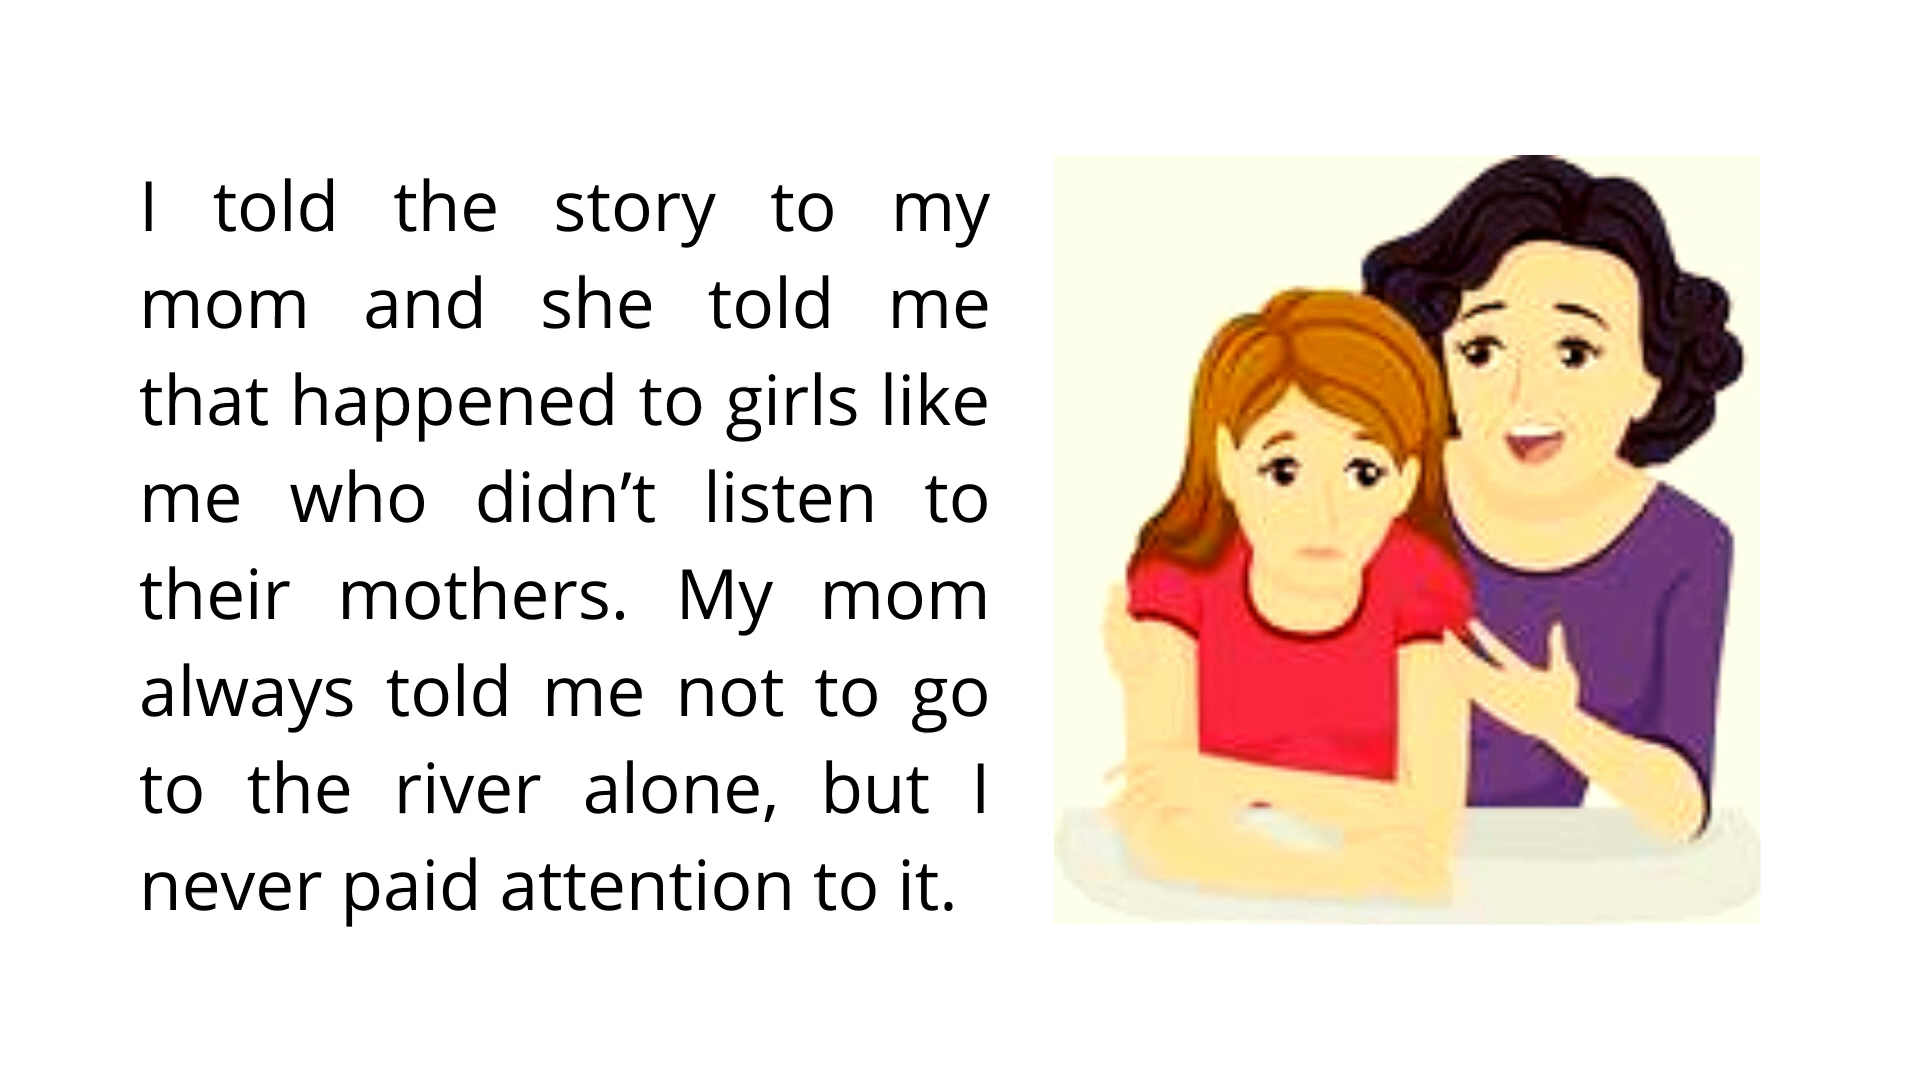 I told the story to my
mom and she told me
that happened to girls like
me who didn’t listen to
their mothers. My mom
always told me not to go
to the river alone, but I
never paid attention to it.